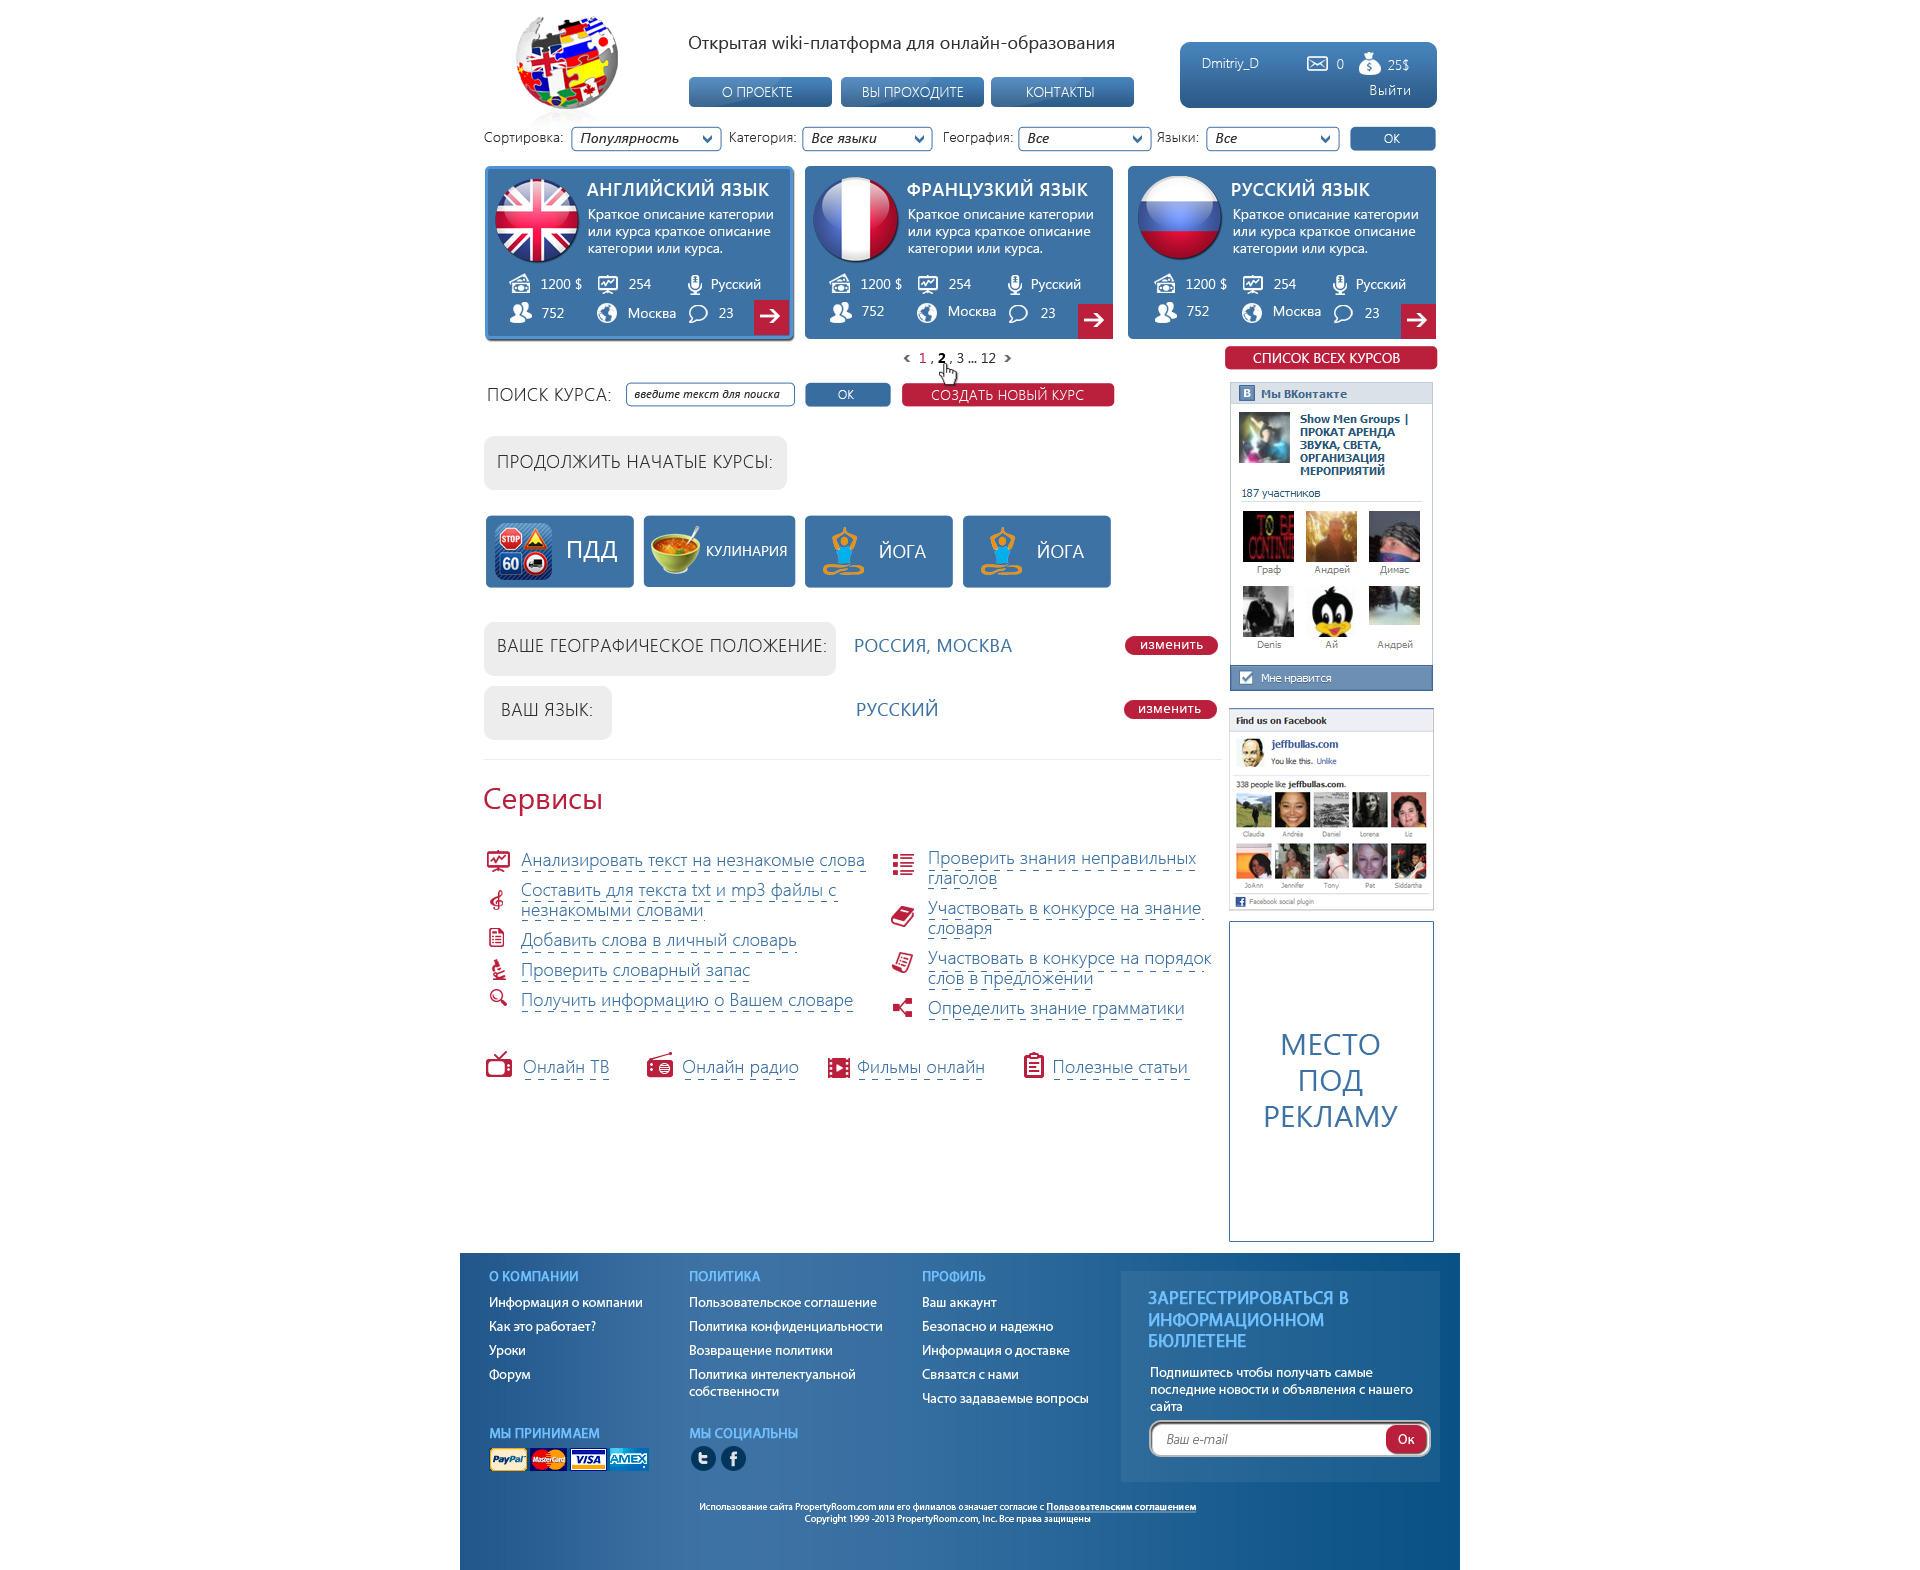 Открытая wiki-платформа для онлайн-образования
Dmitriy_D 0 25$
Выйти
О ПРОЕКТЕ ВЫ ПРОХОДИТЕ КОНТАКТЫ
Сортировка: Популярность Категория: Все языки География: Все Языки: Все ОК
АНГЛИЙСКИЙ ЯЗЫК
Краткое описание категории
или курса краткое описание
категории или курса.
1200 $ 254 Русский
752 Москва 23
ФРАНЦУЗКИЙ ЯЗЫК
Краткое описание категории
или курса краткое описание
категории или курса.
1200 $ 254 Русский
752 Москва 23
РУССКИЙ ЯЗЫК
Краткое описание категории
или курса краткое описание
категории или курса.
1200 $ 254 Русский
752 Москва 23
1 , 2 , 3 ... 12
СПИСОК ВСЕХ КУРСОВ
ПОИСК КУРСА: введите текст для поиска ОК СОЗДАТЬ НОВЫЙ КУРС
ПРОДОЛЖИТЬ НАЧАТЫЕ КУРСЫ:
STOP
60
ПДД
КУЛИНАРИЯ
ЙОГА
ЙОГА
ВАШЕ ГЕОГРАФИЧЕСКОЕ ПОЛОЖЕНИЕ: РОССИЯ, МОСКВА изменить
ВАШ ЯЗЫК: РУССКИЙ изменить
Сервисы
Анализировать текст на незнакомые слова
Составить для текста txt и mp3 файлы с
незнакомыми словами
Добавить слова в личный словарь
Проверить словарный запас
Получить информацию о Вашем словаре
Проверить знания неправильных
глаголов
Участвовать в конкурсе на знание
словаря
Участвовать в конкурсе на порядок
слов в предложении
Определить знание грамматики
Онлайн ТВ Онлайн радио Фильмы онлайн Полезные статьи
В Мы ВКонтакте
Show Men Groups |
ПРОКАТ АРЕНДА
ЗВУКА, СВЕТА,
ОРГАНИЗАЦИЯ
МЕРОПРИЯТИЙ
187 участников
TO BE
CONTINUE
Граф Андрей Димас
Denis Ай Андрей
Мне нравится
Find us on Facebook
jeffbullas.com
You like this. Unlike
338 people like jeffbullas.com.
Claudia Andréa Daniel Lorena Liz
JoAnn Jennifer Tony Pat Siddartha
Facebook social plugin
МЕСТО
ПОД
РЕКЛАМУ
О КОМПАНИИ
Информация о компании
Как это работает?
Уроки
Форум
ПОЛИТИКА
Пользовательское соглашение
Политика конфиденциальности
Возвращение политики
Политика интелектуальной
собственности
ПРОФИЛЬ
Ваш аккаунт
Безопасно и надежно
Информация о доставке
Связатся с нами
Часто задаваемые вопросы
ЗАРЕГЕСТРИРОВАТЬСЯ В
ИНФОРМАЦИОННОМ
БЮЛЛЕТЕНЕ
Подпишитесь чтобы получать самые
последние новости и объявления с нашего
сайта
Ваш e-mail Ок
МЫ ПРИНИМАЕМ
PayPal MasterCard VISA AMEX
МЫ СОЦИАЛЬНЫ
Использование сайта PropertyRoom.com или его филиалов означает согласие с Пользовательским соглашением
Copyright 1999 -2013 PropertyRoom.com, Inc. Все права защищены